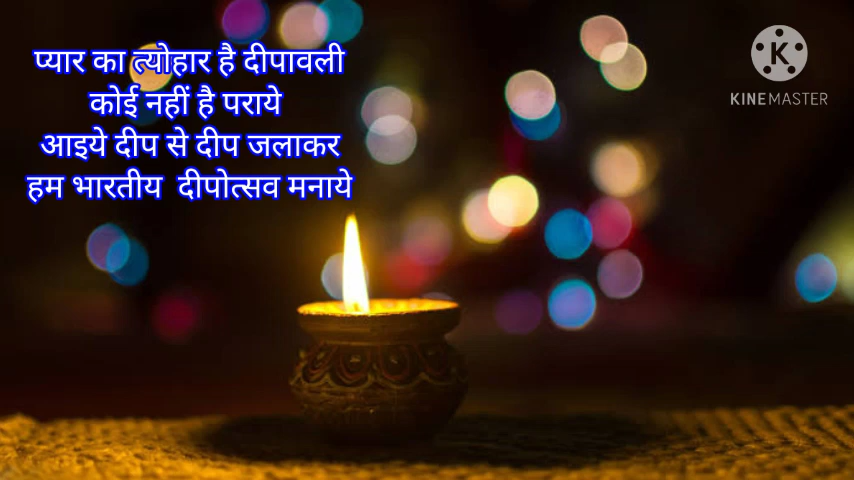 प्यार का त्योहार है दीपावली
कोई नहीं है पराये
आइये दीप से दीप जलाकर
हम भारतीय दीपोत्सव मनाये
K
KINEMASTER